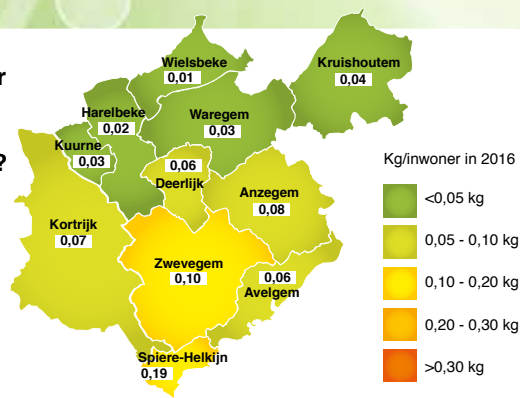 r
?
Wielsbeke
0,01
Kruishoutem
0,04
Harelbeke
0,02
Waregem
0,03
Kuurne
0,03
0,06
Deerlijk
Anzegem
0,08
Kortrijk
0,07
Zwevegem
0,10
0,06
Avelgem
Spiere-Helkijn
0,19
Kg/inwoner in 2016
<0,05 kg
0,05 - 0,10 kg
0,10 - 0,20 kg
0,20 - 0,30 kg
>0,30 kg